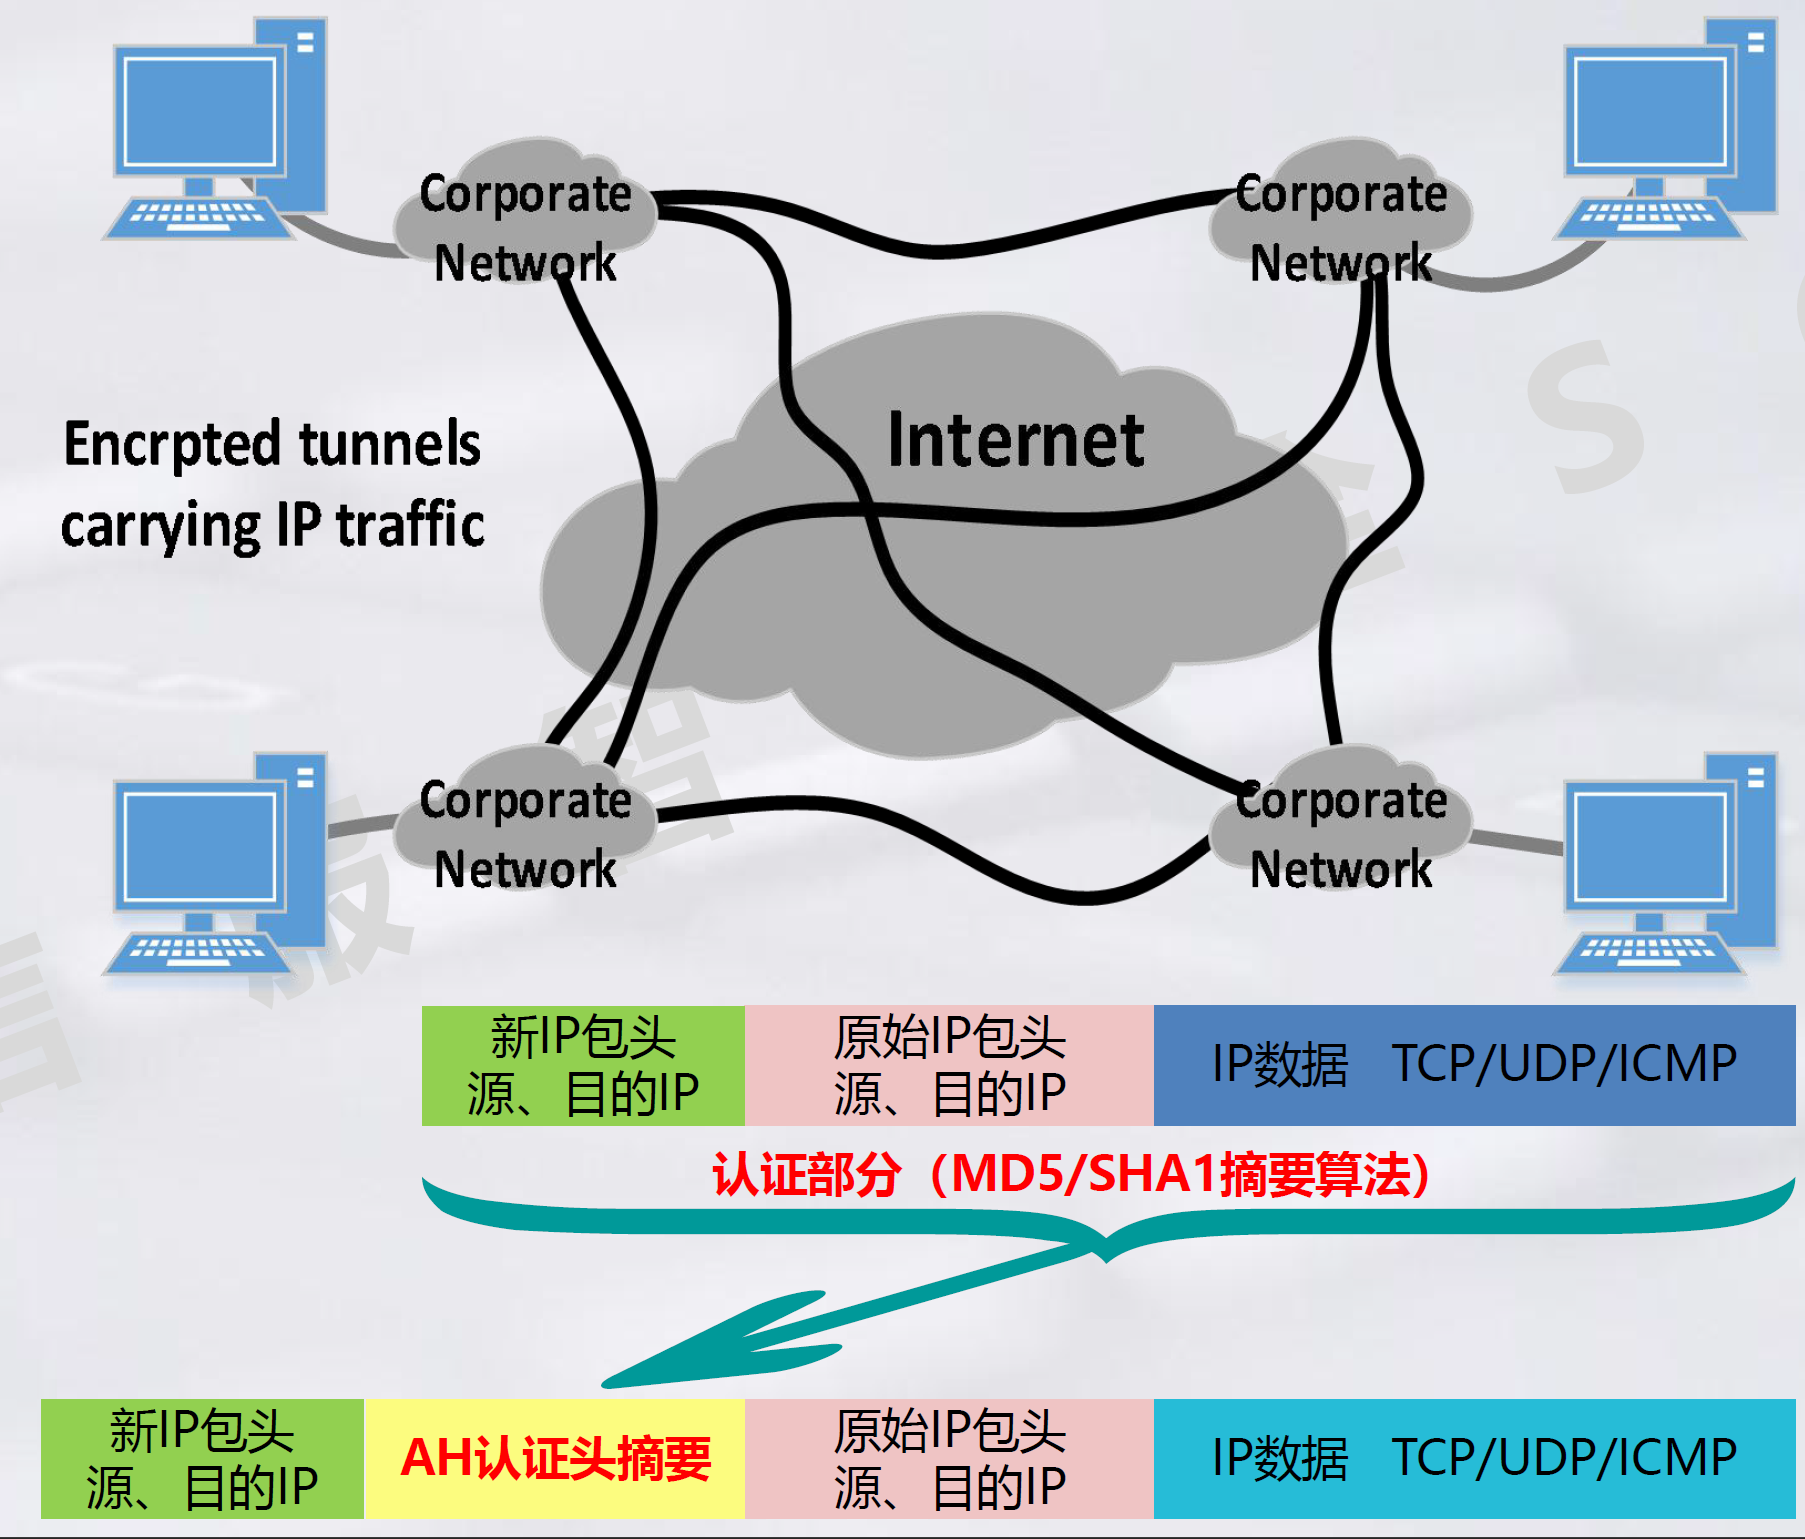 Corporate
Network
Corporate
Network
Internet
Encrpted tunnels
carrying IP traffic
Corporate
Network
Corporate
Network
新IP包头
源、目的IP
原始IP包头
源、目的IP
IP数据 TCP/UDP/ICMP
认证部分（MD5/SHA1摘要算法）
新IP包头
源、目的IP
AH认证头摘要
原始IP包头
源、目的IP
IP数据 TCP/UDP/ICMP